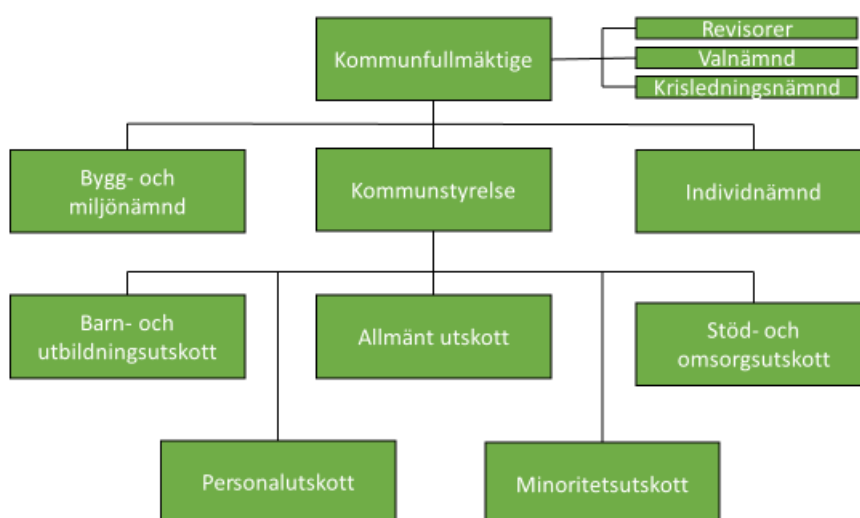 Kommunfullmäktige
Revisorer
Valnämnd
Krisledningsnämnd
Bygg- och
miljönämnd
Kommunstyrelse
Individnämnd
Barn- och
utbildningsutskott
Allmänt utskott
Stöd- och
omsorgsutskott
Personalutskott
Minoritetsutskott